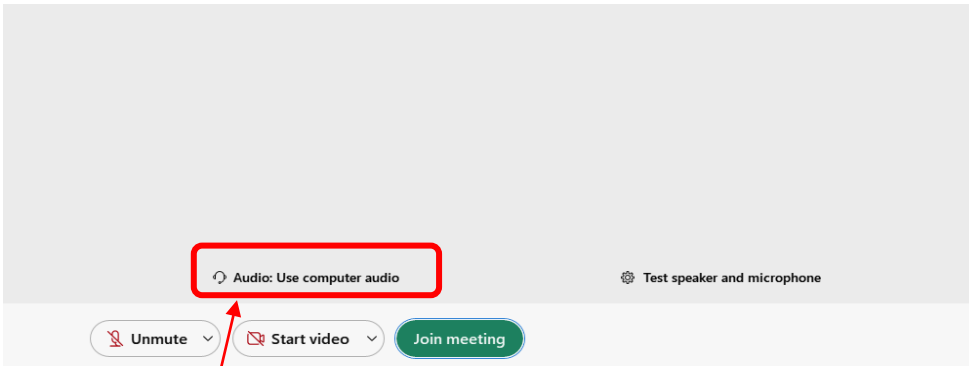 Audio: Use computer audio
Test speaker and microphone
Unmute
Start video
Join meeting